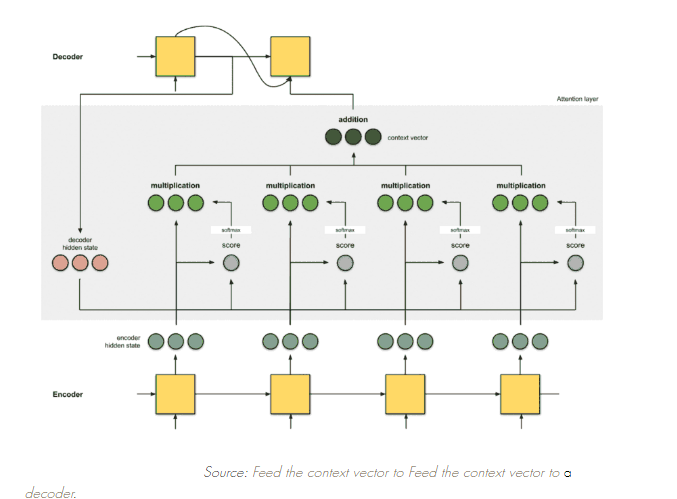 Decoder
Attention layer
addition
context vector
multiplication multiplication multiplication multiplication
softmax softmax softmax softmax
decoder
hidden state
score score score score
encoder
hidden state
Encoder
Source: Feed the context vector to Feed the context vector to a
decoder.